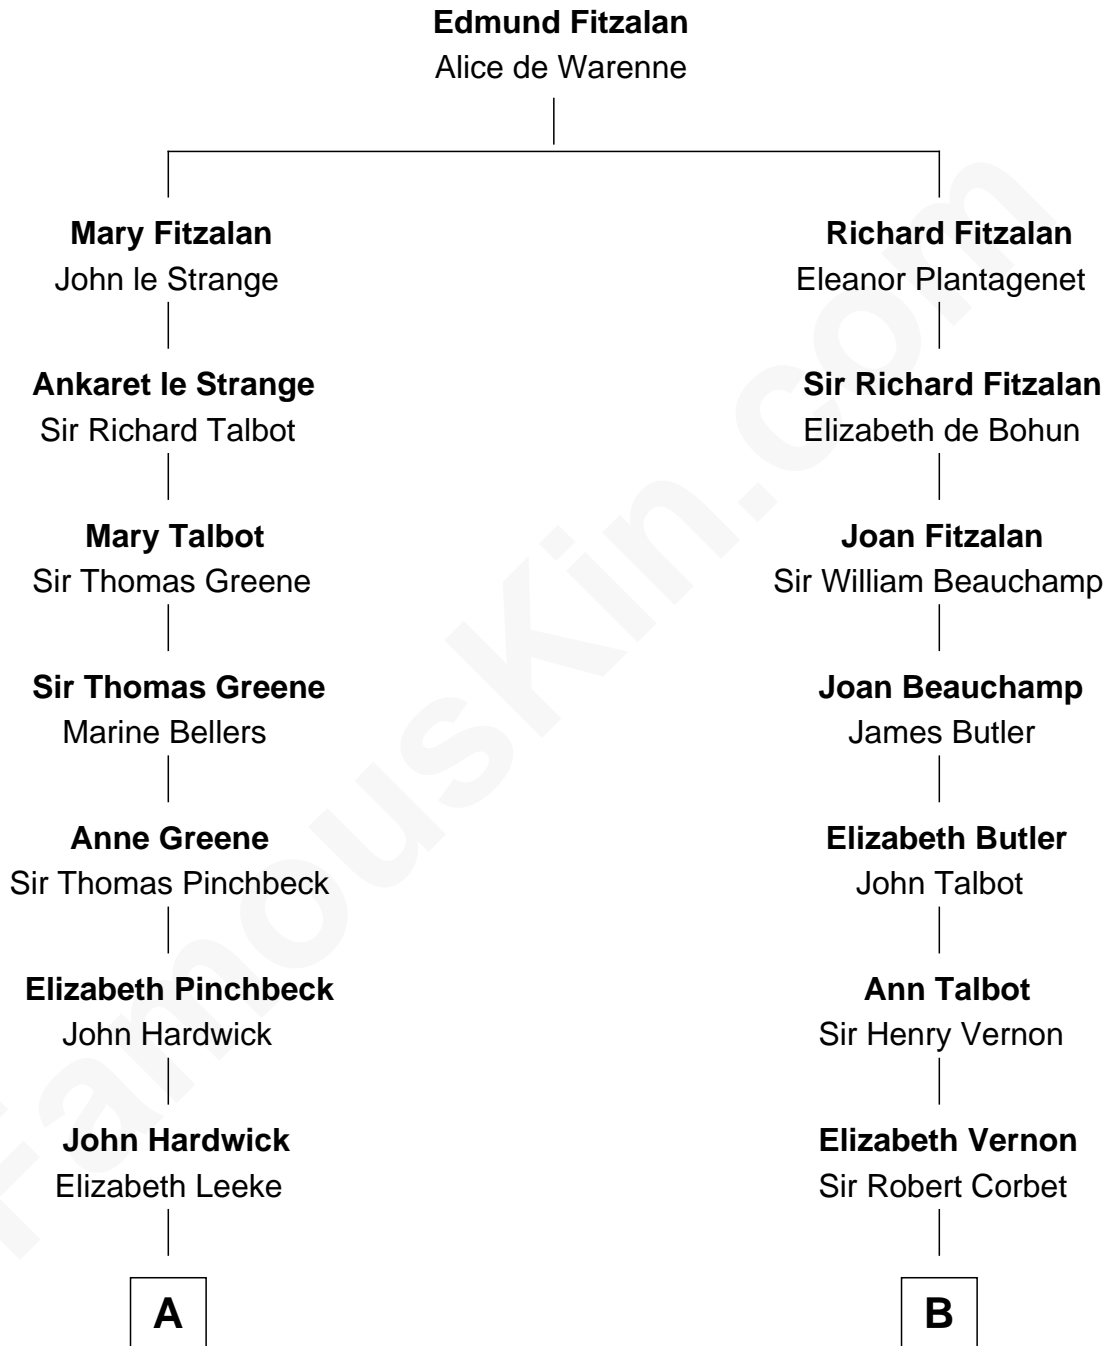 Edmund Fitzalan
Alice de Warenne
Mary Fitzalan
John le Strange
Richard Fitzalan
Eleanor Plantagenet
Ankaret le Strange
Sir Richard Talbot
Sir Richard Fitzalan
Elizabeth de Bohun
Mary Talbot
Sir Thomas Greene
Joan Fitzalan
Sir William Beauchamp
Sir Thomas Greene
Marine Bellers
Joan Beauchamp
James Butler
Anne Greene
Sir Thomas Pinchbeck
Elizabeth Butler
John Talbot
Elizabeth Pinchbeck
John Hardwick
Ann Talbot
Sir Henry Vernon
John Hardwick
Elizabeth Leeke
Elizabeth Vernon
Sir Robert Corbet
A
B
FamousKin.com